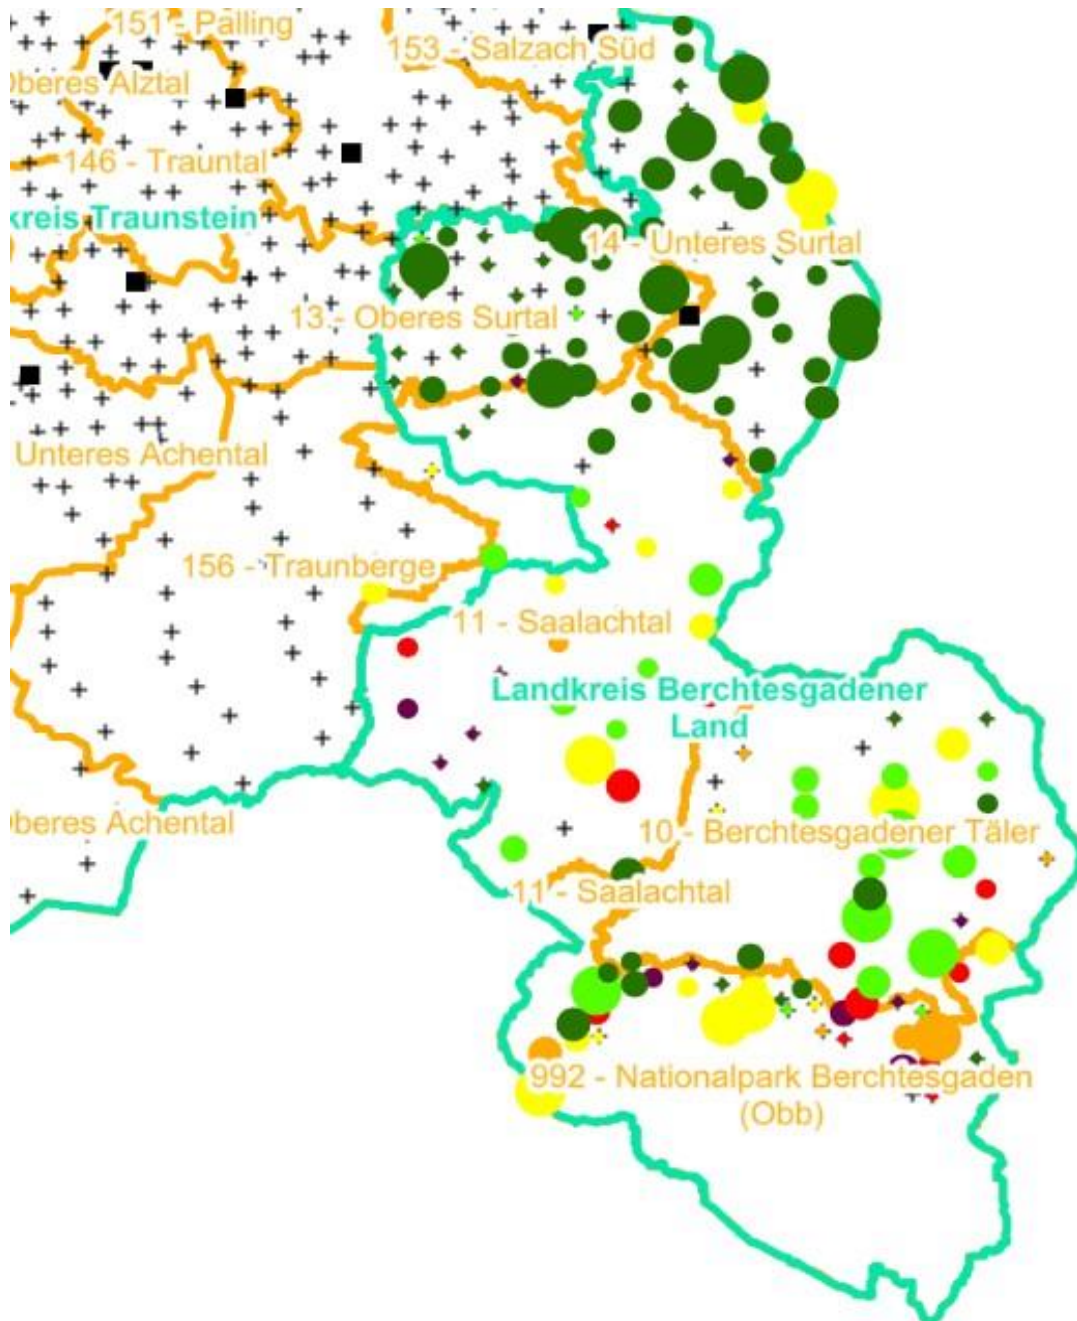 151 - Palling
153 - Salzach Süd
Oberes Alztal
146 - Trauntal
kreis Traunstein
14 - Unteres Surtal
13 - Oberes Surtal
Unteres Achental
156 - Traunberge
11 - Saalachtal
Landkreis Berchtesgadener
Land
Oberes Achental
10 - Berchtesgadener Täler
11 - Saalachtal
992 - Nationalpark Berchtesgaden
(Obb)